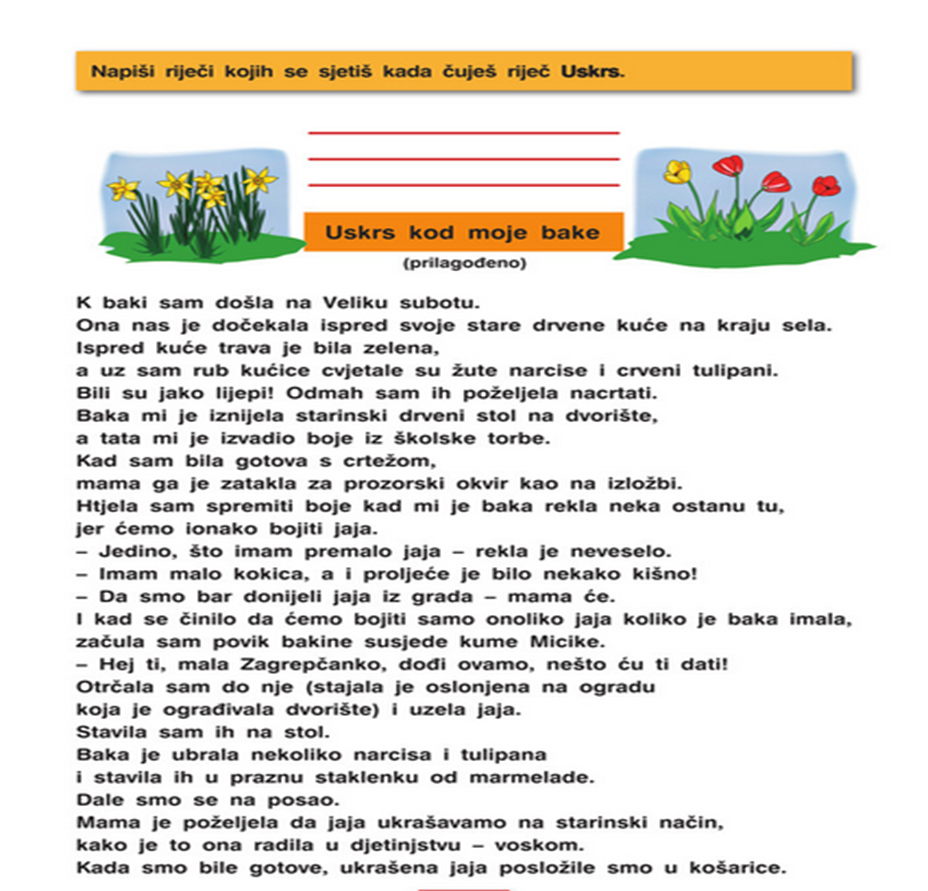 Napiši riječi kojih se sjetiš kada čuješ riječ Uskrs.
Uskrs kod moje bake
(prilagođeno)
K baki sam došla na Veliku subotu.
Ona nas je dočekala ispred svoje stare drvene kuće na kraju sela.
Ispred kuće trava je bila zelena,
a uz sam rub kućice cvjetale su žute narcise i crveni tulipani.
Bili su jako lijepi! Odmah sam ih poželjela nacrtati.
Baka mi je iznijela starinski drveni stol na dvorište,
a tata mi je izvadio boje iz školske torbe.
Kad sam bila gotova s crtežom,
mama ga je zatakla za prozorski okvir kao na izložbi.
Htjela sam spremiti boje kad mi je baka rekla neka ostanu tu,
jer ćemo ionako bojiti jaja.
– Jedino, što imam premalo jaja – rekla je neveselo.
– Imam malo kokica, a i proljeće je bilo nekako kišno!
– Da smo bar donijeli jaja iz grada – mama će.
I kad se činilo da ćemo bojiti samo onoliko jaja koliko je baka imala,
začula sam povik bakine susjede kume Micike.
– Hej ti, mala Zagrepčanko, dođi ovamo, nešto ću ti dati!
Otrčala sam do nje (stajala je oslonjena na ogradu
koja je ograđivala dvorište) i uzela jaja.
Stavila sam ih na stol.
Baka je ubrala nekoliko narcisa i tulipana
i stavila ih u praznu staklenku od marmelade.
Dale smo se na posao.
Mama je poželjela da jaja ukrašavamo na starinski način,
kako je to ona radila u djetinjstvu – voskom.
Kada smo bile gotove, ukrašena jaja posložile smo u košarice.